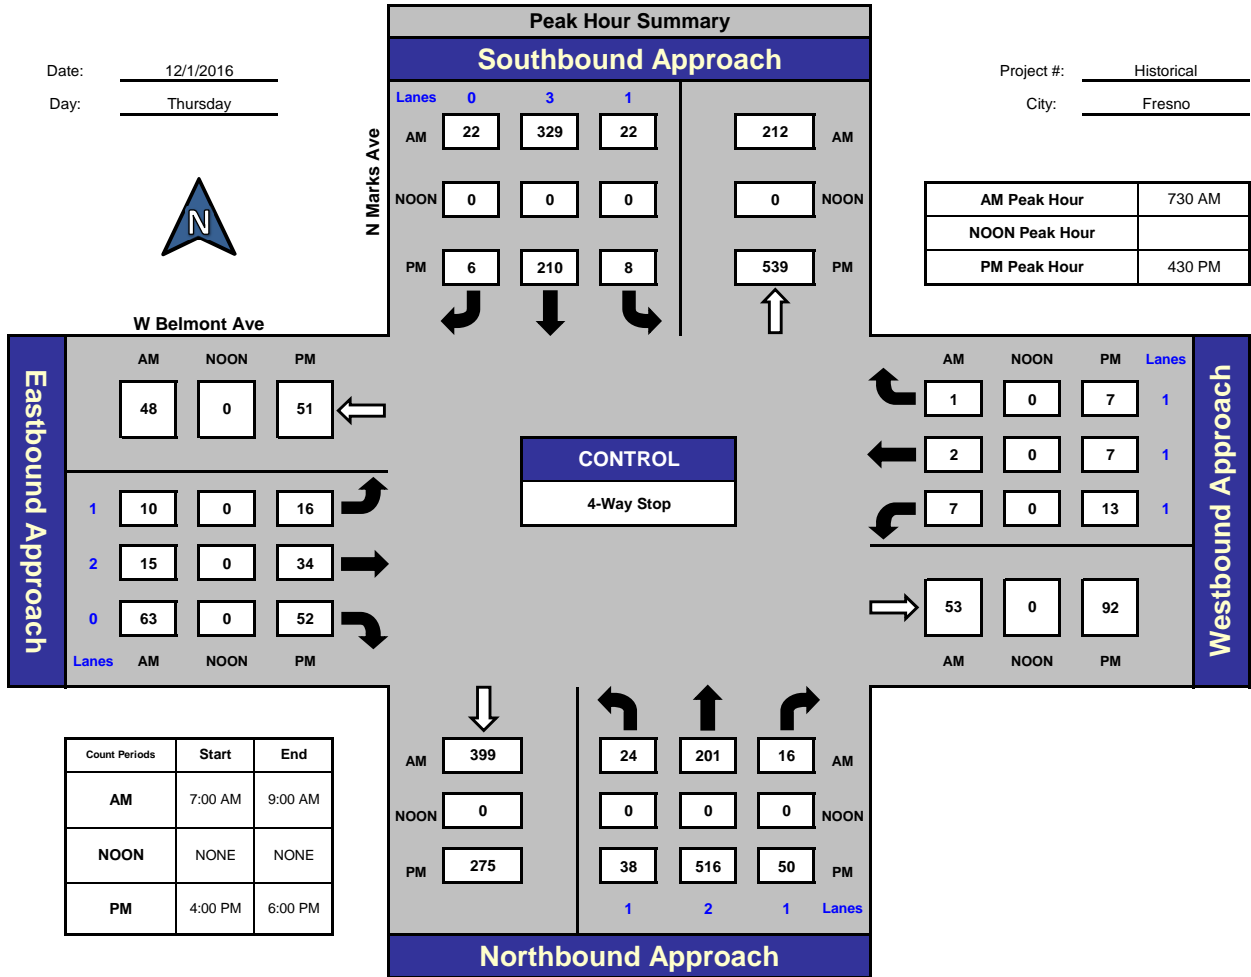 Peak Hour Summary
Southbound Approach
Date: 12/1/2016
Day: Thursday
Project #: Historical
City: Fresno
N
N Marks Ave
Lanes 0 3 1
AM 22 329 22 212 AM
NOON 0 0 0 0 NOON
PM 6 210 8 539 PM
AM Peak Hour 730 AM
NOON Peak Hour
PM Peak Hour 430 PM
W Belmont Ave
Eastbound Approach
AM NOON PM
48 0 51
1 10 0 16
2 15 0 34
0 63 0 52
Lanes AM NOON PM
CONTROL
4-Way Stop
AM NOON PM Lanes
1 0 7 1
2 0 7 1
7 0 13 1
53 0 92
AM NOON PM
Westbound Approach
Count Periods Start End
AM 7:00 AM 9:00 AM
NOON NONE NONE
PM 4:00 PM 6:00 PM
AM 399 24 201 16 AM
NOON 0 0 0 0 NOON
PM 275 38 516 50 PM
1 2 1 Lanes
Northbound Approach